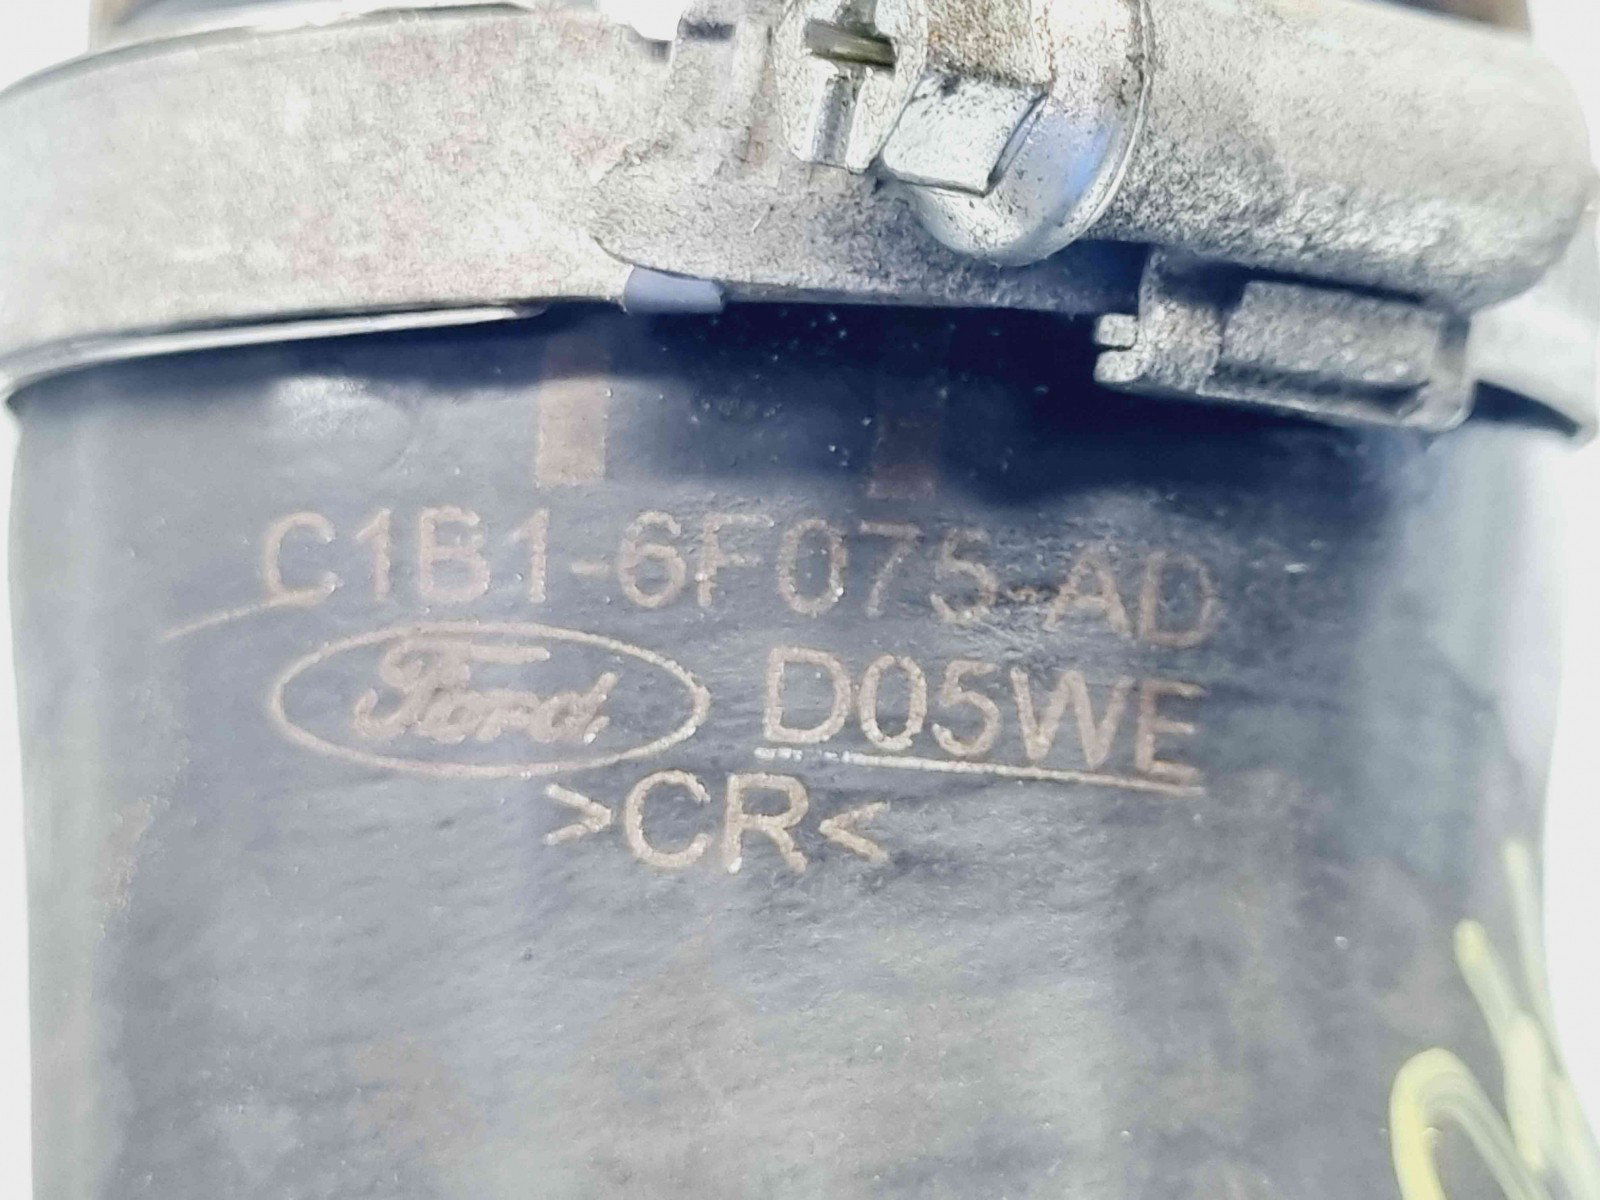 C1B1-6F075-AD
Ford D05WE
>CR<